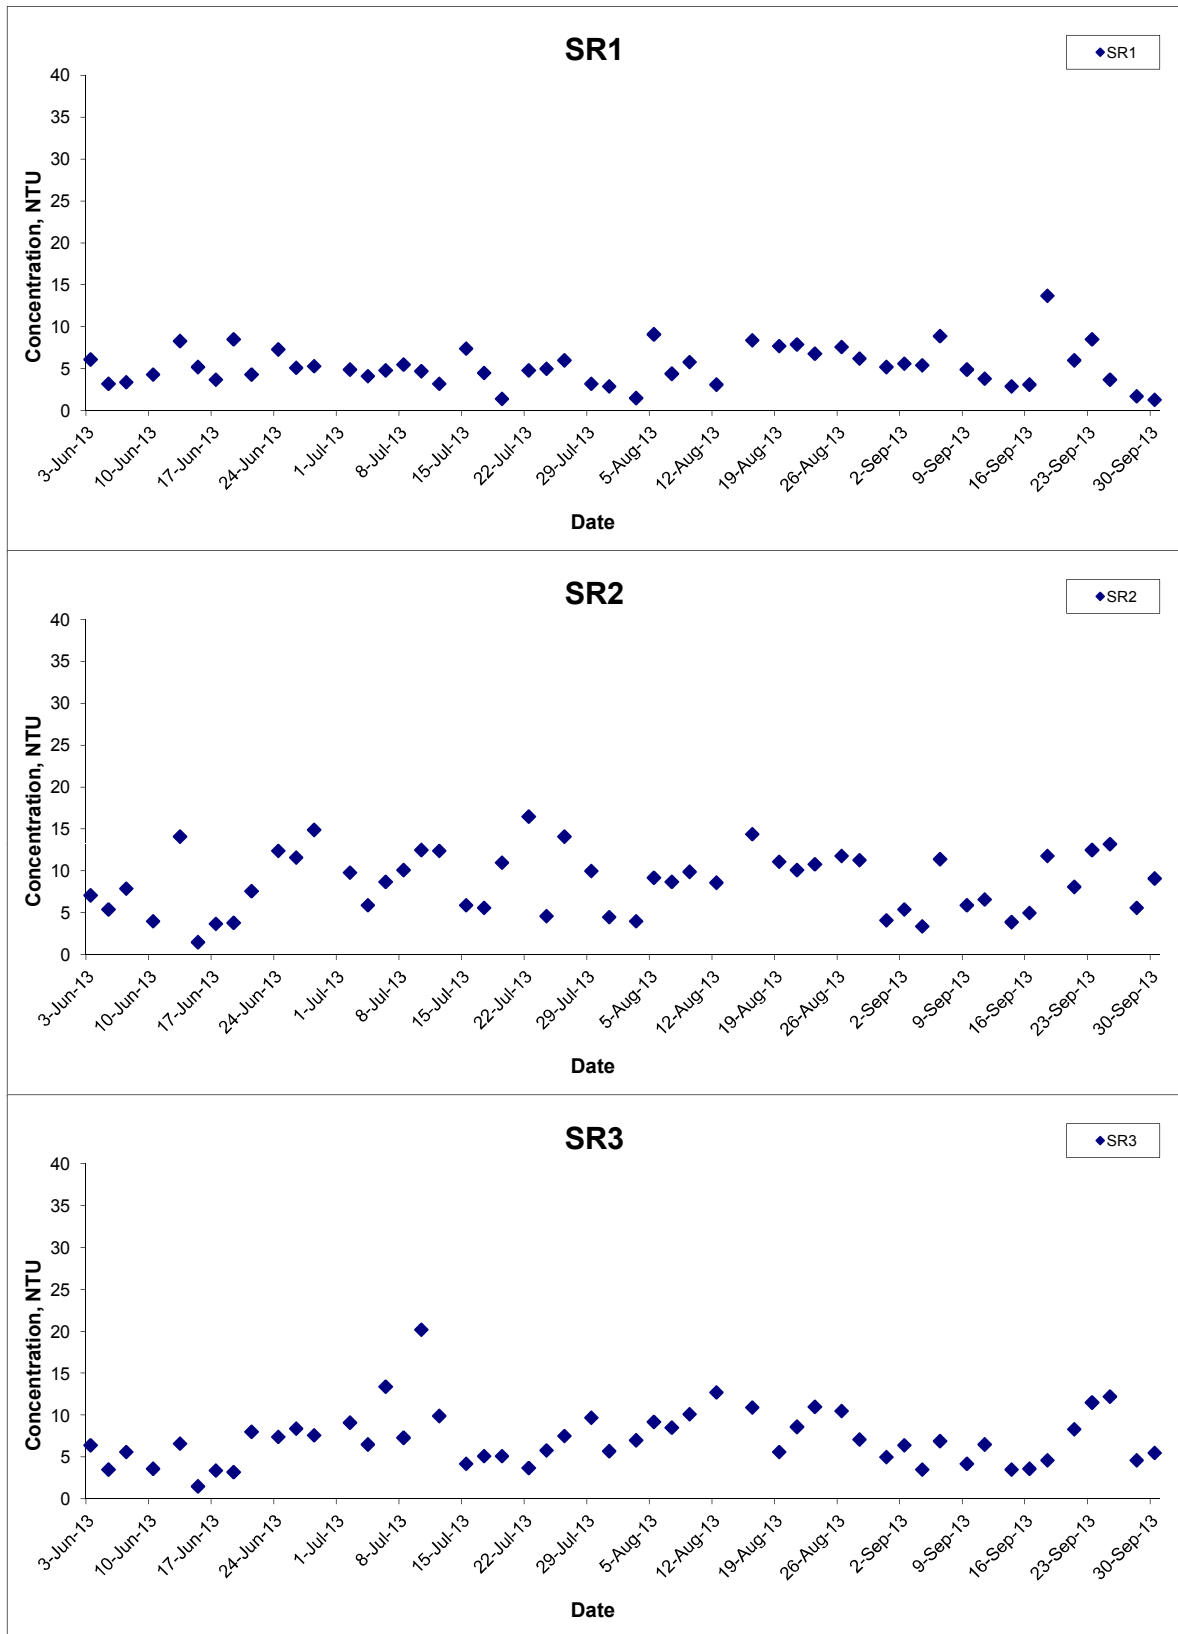 SR1
SR1
40
35
30
25
20
15
10
5
0
Concentration, NTU
3-Jun-13
10-Jun-13
17-Jun-13
24-Jun-13
1-Jul-13
8-Jul-13
15-Jul-13
22-Jul-13
29-Jul-13
5-Aug-13
12-Aug-13
19-Aug-13
26-Aug-13
2-Sep-13
9-Sep-13
16-Sep-13
23-Sep-13
30-Sep-13
Date
SR2
SR2
40
35
30
25
20
15
10
5
0
Concentration, NTU
3-Jun-13
10-Jun-13
17-Jun-13
24-Jun-13
1-Jul-13
8-Jul-13
15-Jul-13
22-Jul-13
29-Jul-13
5-Aug-13
12-Aug-13
19-Aug-13
26-Aug-13
2-Sep-13
9-Sep-13
16-Sep-13
23-Sep-13
30-Sep-13
Date
SR3
SR3
40
35
30
25
20
15
10
5
0
Concentration, NTU
3-Jun-13
10-Jun-13
17-Jun-13
24-Jun-13
1-Jul-13
8-Jul-13
15-Jul-13
22-Jul-13
29-Jul-13
5-Aug-13
12-Aug-13
19-Aug-13
26-Aug-13
2-Sep-13
9-Sep-13
16-Sep-13
23-Sep-13
30-Sep-13
Date